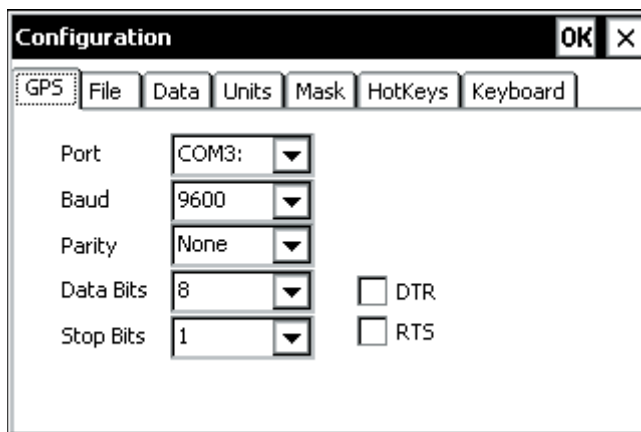 Configuration OK ×
GPS File Data Units Mask HotKeys Keyboard
Port COM3:
Baud 9600
Parity None
Data Bits 8 DTR
Stop Bits 1 RTS